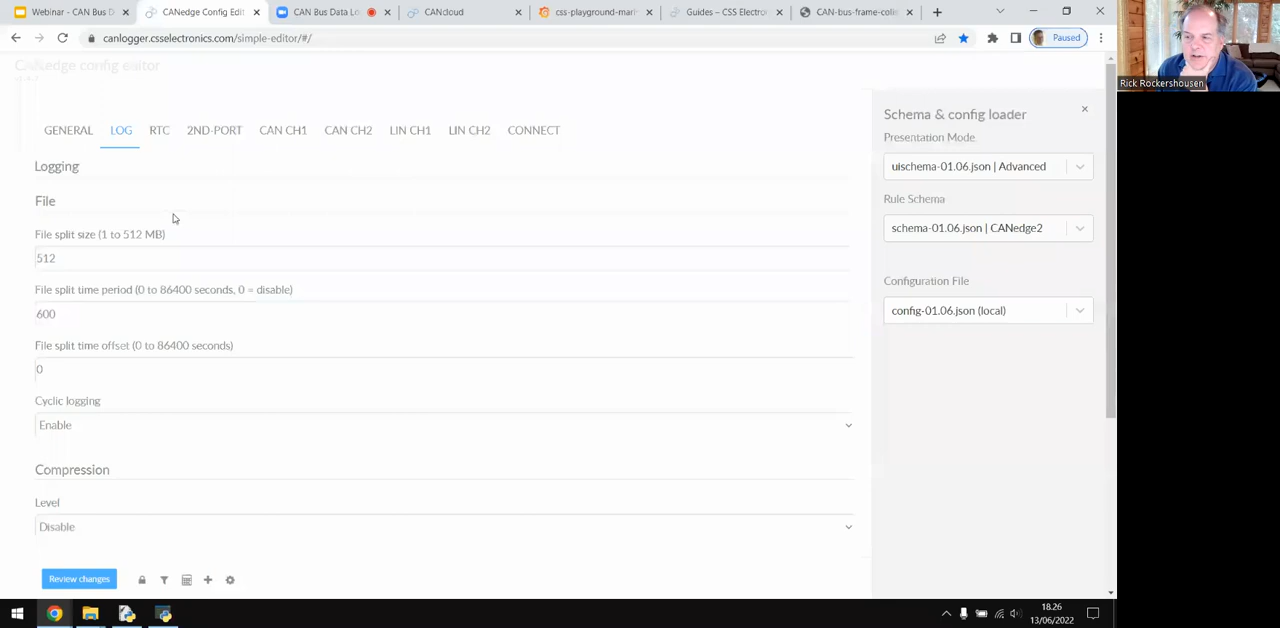 Webinar - CAN Bus D
CANedge Config Edit
CAN Bus Data Lo
CANcloud
css-playground-mari
Guides – CSS Electro
CAN-bus-frame-colle
canlogger.csselectronics.com/simple-editor/#/
Paused
Rick Rockershousen
CANedge config editor
GENERAL
LOG
RTC
2ND-PORT
CAN CH1
CAN CH2
LIN CH1
LIN CH2
CONNECT
Logging
File
File split size (1 to 512 MB)
512
File split time period (0 to 86400 seconds, 0 = disable)
600
File split time offset (0 to 86400 seconds)
0
Cyclic logging
Enable
Compression
Level
Disable
Review changes
Schema & config loader
Presentation Mode
uischema-01.06.json | Advanced
Rule Schema
schema-01.06.json | CANedge2
Configuration File
config-01.06.json (local)
18.26
13/06/2022